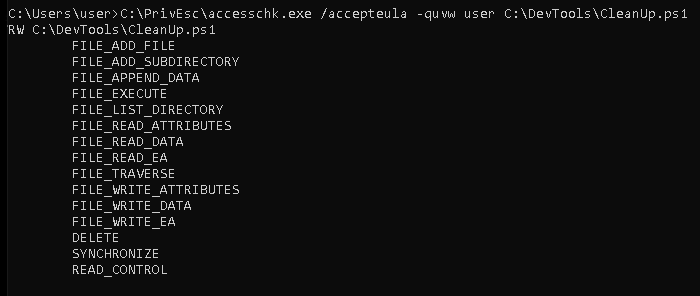 C:\Users\user>C:\PrivEsc\accesschk.exe /accepteula -quvw user C:\DevTools\CleanUp.ps1
RW C:\DevTools\CleanUp.ps1
FILE_ADD_FILE
FILE_ADD_SUBDIRECTORY
FILE_APPEND_DATA
FILE_EXECUTE
FILE_LIST_DIRECTORY
FILE_READ_ATTRIBUTES
FILE_READ_DATA
FILE_READ_EA
FILE_TRAVERSE
FILE_WRITE_ATTRIBUTES
FILE_WRITE_DATA
FILE_WRITE_EA
DELETE
SYNCHRONIZE
READ_CONTROL